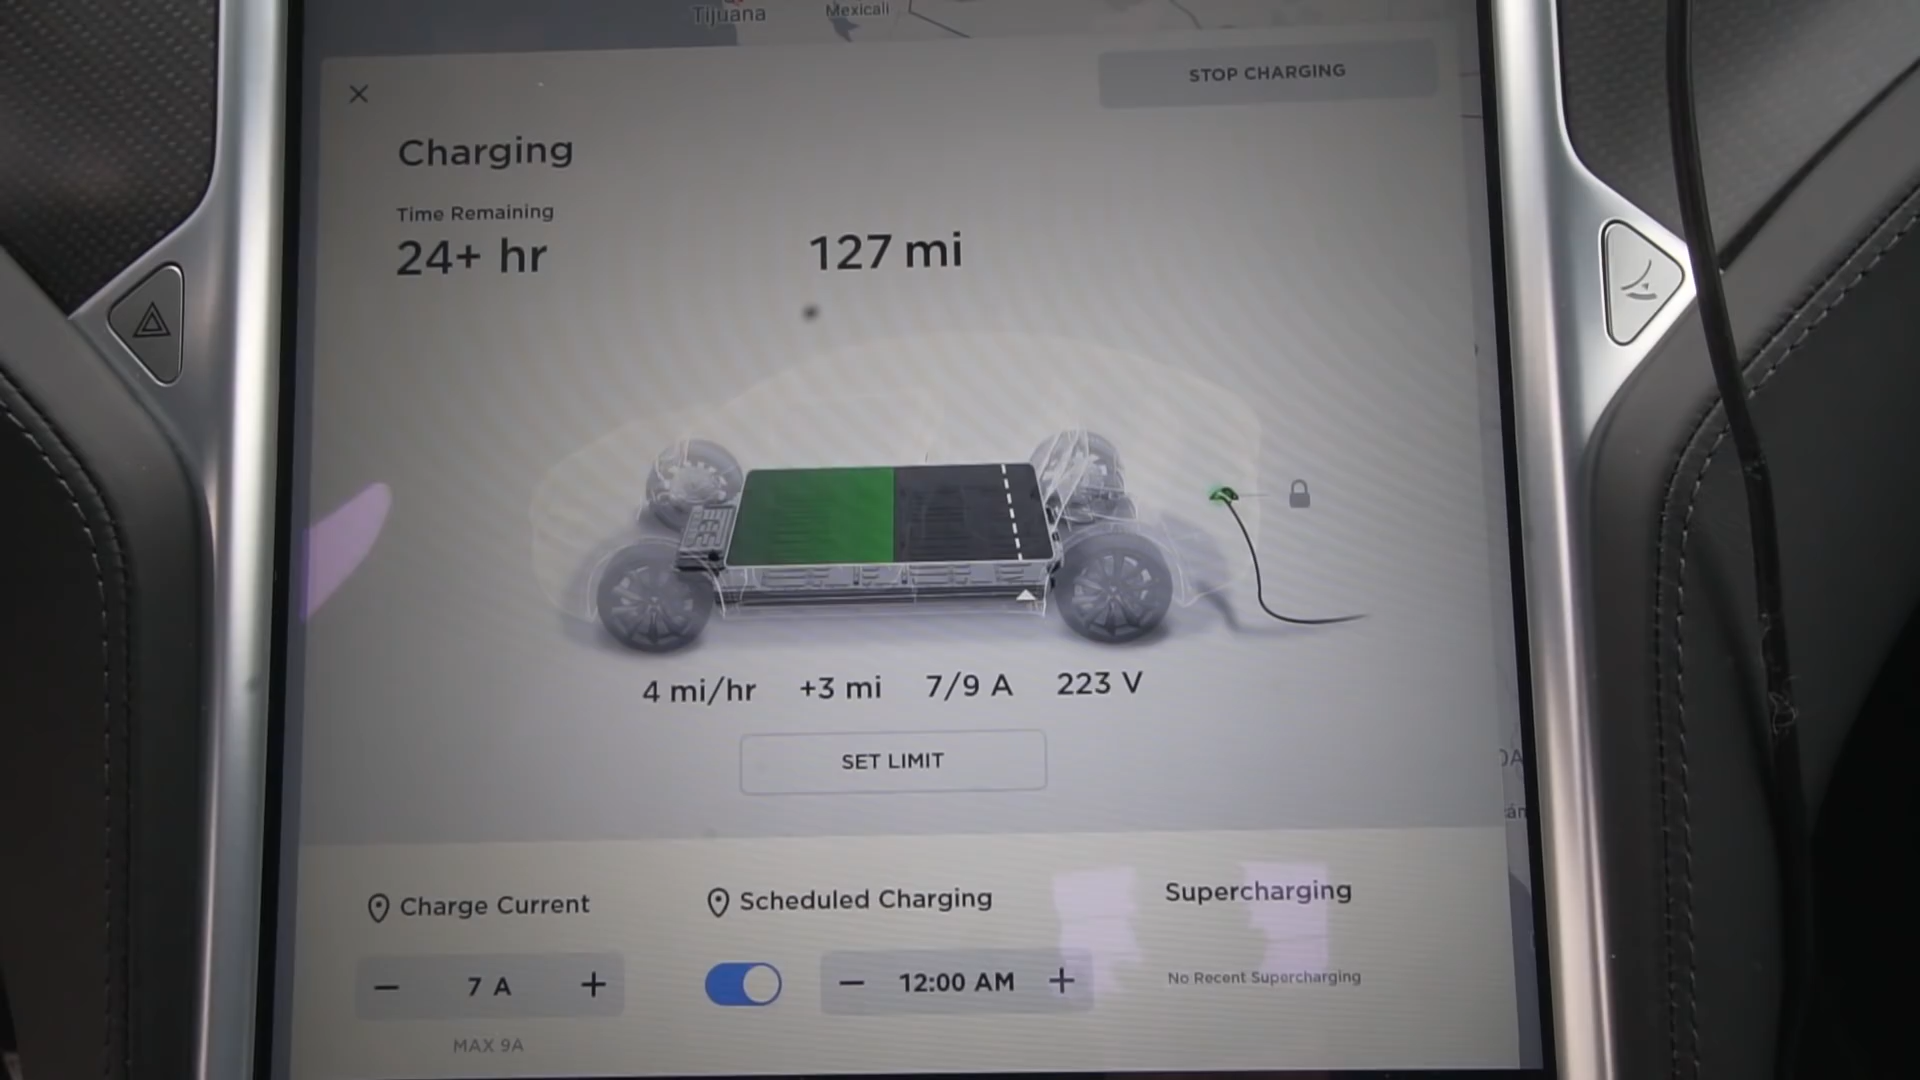 Tijuana
Mexicali
STOP CHARGING
Charging
Time Remaining
24+ hr
127 mi
4 mi/hr +3 mi 7/9 A 223 V
SET LIMIT
Charge Current
Scheduled Charging
Supercharging
− 7 A +
− 12:00 AM +
No Recent Supercharging
MAX 9A